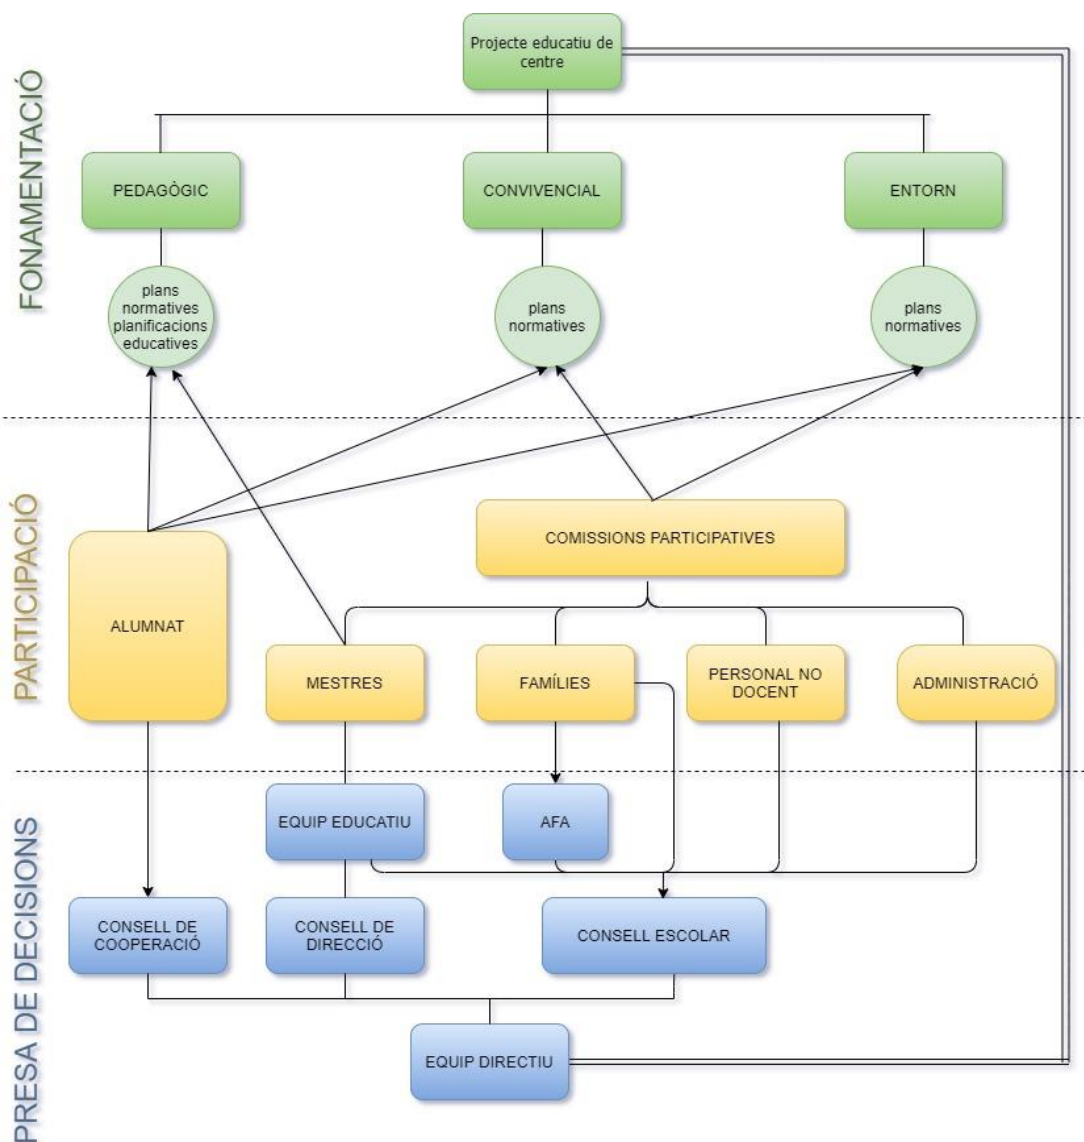 FONAMENTACIÓ
Projecte educatiu de
centre
PEDAGÒGIC
CONVIVENCIAL
ENTORN
plans
normatives
planificacions
educatives
plans
normatives
plans
normatives
PARTICIPACIÓ
ALUMNAT
COMISSIONS PARTICIPATIVES
MESTRES
FAMÍLIES
PERSONAL NO
DOCENT
ADMINISTRACIÓ
PRESA DE DECISIONS
EQUIP EDUCATIU
AFA
CONSELL DE
COOPERACIÓ
CONSELL DE
DIRECCIÓ
CONSELL ESCOLAR
EQUIP DIRECTIU